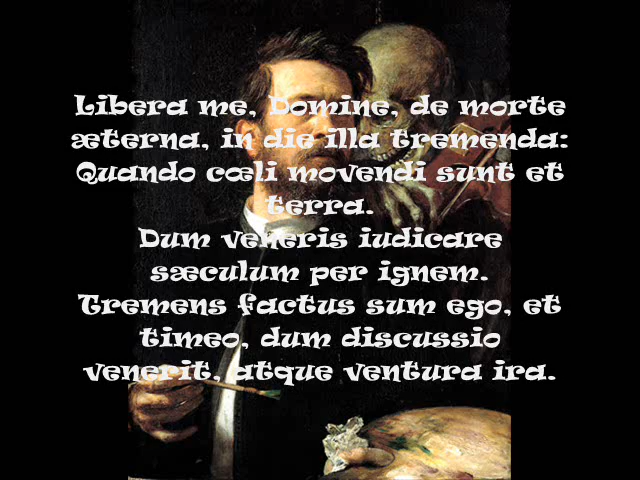 Libera me, Domine, de morte
æterna, in die illa tremenda:
Quando cœli movendi sunt et
terra.
Dum veneris iudicare
sæculum per ignem.
Tremens factus sum ego, et
timeo, dum discussio
venerit, atque ventura ira.